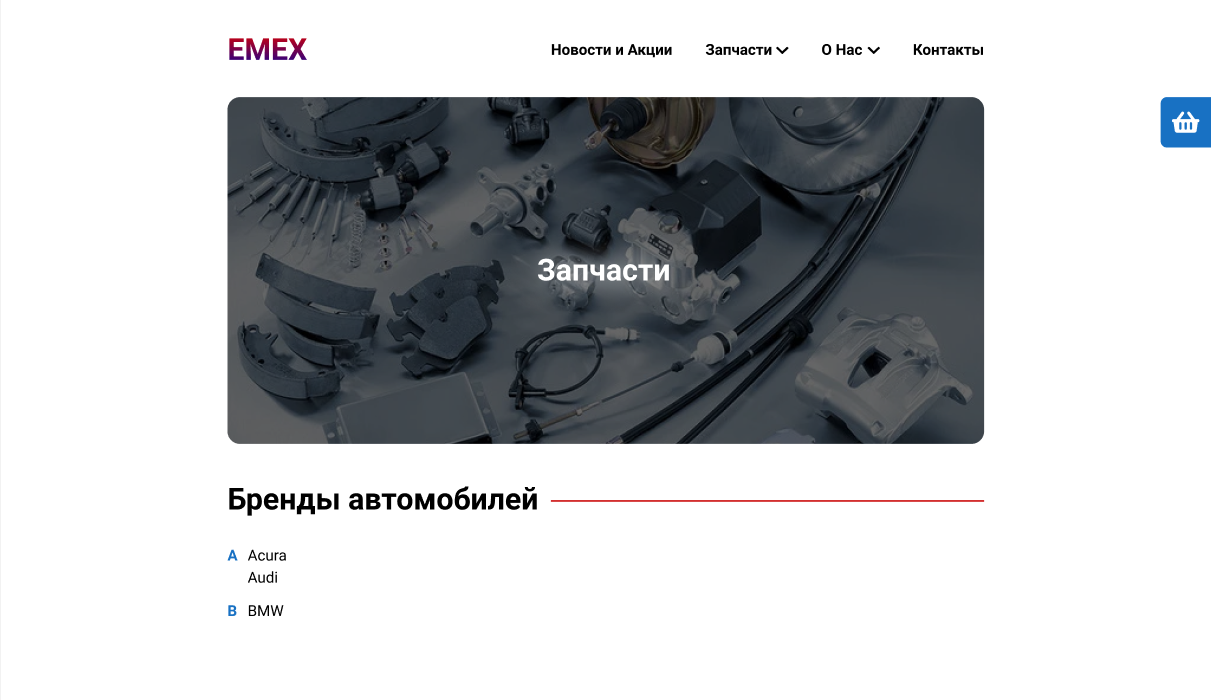 EMEX
Новости и Акции
Запчасти
О Нас
Контакты
Запчасти
Бренды автомобилей
A Acura
Audi
B BMW